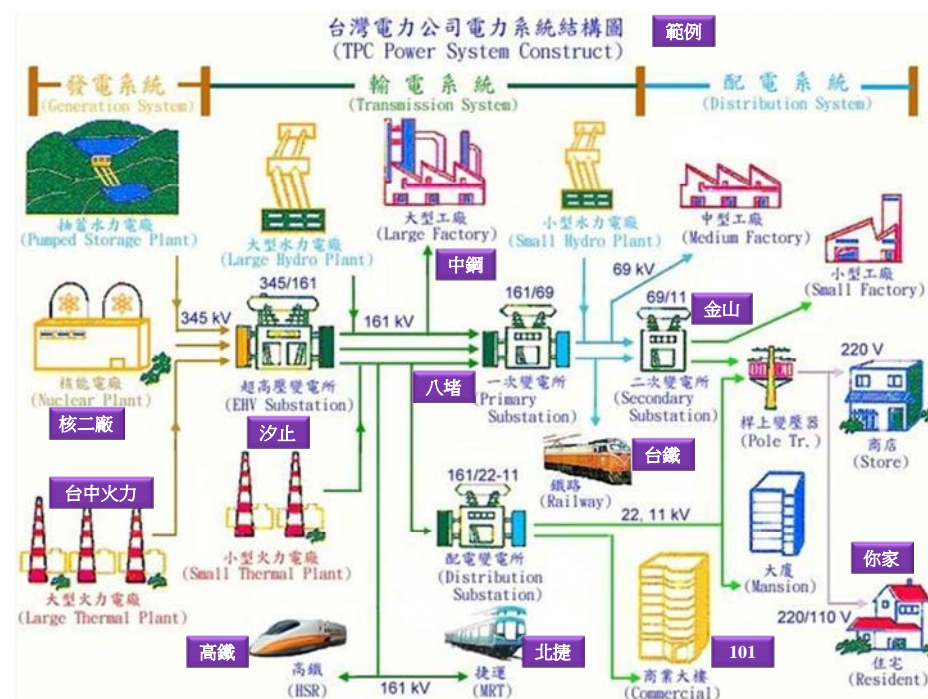 台灣電力公司電力系統結構圖
範例
(TPC Power System Construct)
發電系統
(Generation System)
輸電系統
(Transmission System)
配電系統
(Distribution System)
抽蓄水力電廠
(Pumped Storage Plant)
大型水力電廠
(Large Hydro Plant)
大型工廠
(Large Factory)
小型水力電廠
(Small Hydro Plant)
中型工廠
(Medium Factory)
小型工廠
(Small Factory)
中鋼
69 kV
345/161
161/69
69/11
金山
345 kV
161 kV
220 V
核能電廠
(Nuclear Plant)
核二廠
超高壓變電所
(EHV Substation)
汐止
八堵
一次變電所
(Primary
Substation)
二次變電所
(Secondary
Substation)
桿上變壓器
(Pole Tr.)
商店
(Store)
台鐵
鐵路
(Railway)
台中火力
大型火力電廠
(Large Thermal Plant)
小型火力電廠
(Small Thermal Plant)
161/22-11
配電變電所
(Distribution
Substation)
22, 11 kV
大廈
(Mansion)
你家
220/110 V
住宅
(Resident)
高鐵
高鐵
(HSR)
161 kV
北捷
捷運
(MRT)
101
商業大樓
(Commercial)